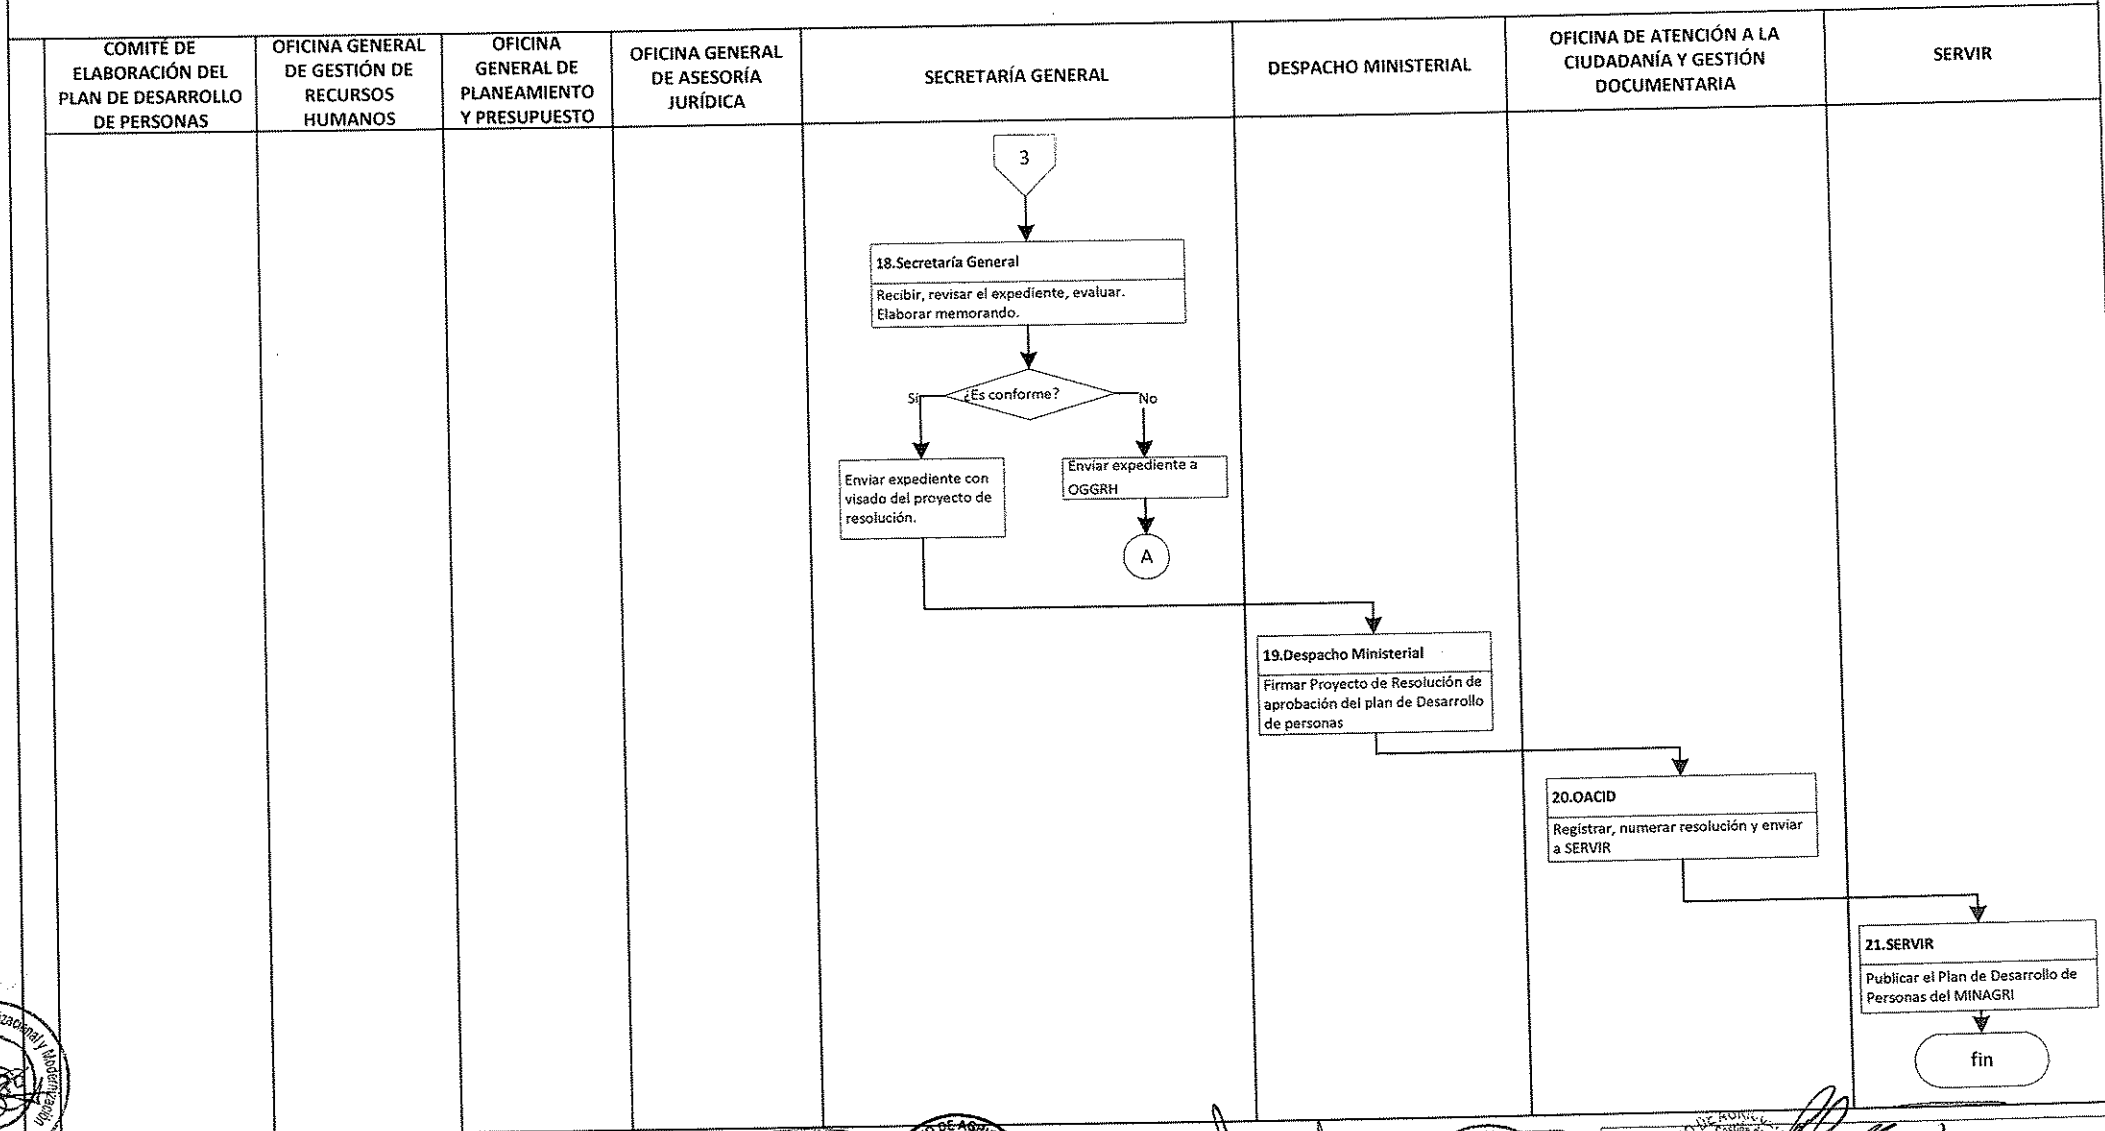 COMITÉ DE
ELABORACIÓN DEL
PLAN DE DESARROLLO
DE PERSONAS
OFICINA GENERAL
DE GESTIÓN DE
RECURSOS
HUMANOS
OFICINA
GENERAL DE
PLANEAMIENTO
Y PRESUPUESTO
OFICINA GENERAL
DE ASESORÍA
JURÍDICA
SECRETARÍA GENERAL
DESPACHO MINISTERIAL
OFICINA DE ATENCIÓN A LA
CIUDADANÍA Y GESTIÓN
DOCUMENTARIA
SERVIR
3
18.Secretaría General
Recibir, revisar el expediente, evaluar.
Elaborar memorando.
¿Es conforme?
Sí
No
Enviar expediente con
visado del proyecto de
resolución.
Enviar expediente a
OGGRH
A
19.Despacho Ministerial
Firmar Proyecto de Resolución de
aprobación del plan de Desarrollo
de personas
20.OACID
Registrar, numerar resolución y enviar
a SERVIR
21.SERVIR
Publicar el Plan de Desarrollo de
Personas del MINAGRI
fin
y Modernización